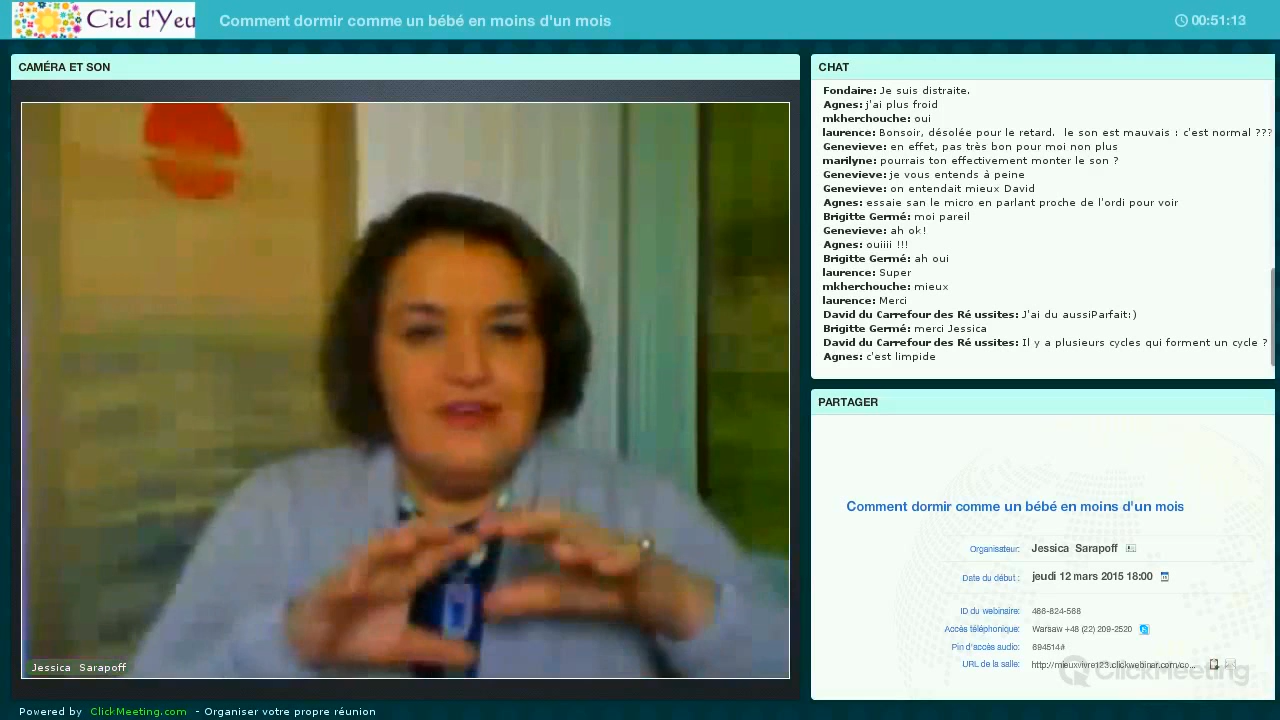 Ciel d'Yeu
Comment dormir comme un bébé en moins d'un mois
00:51:13
CAMÉRA ET SON
Jessica Sarapoff
CHAT
Fondaire: Je suis distraite.
Agnes: j'ai plus froid
mkherchouche: oui
laurence: Bonsoir, désolée pour le retard. le son est mauvais : c'est normal ???
Genevieve: en effet, pas très bon pour moi non plus
marilyne: pourrais ton effectivement monter le son ?
Genevieve: je vous entends à peine
Genevieve: on entendait mieux David
Agnes: essaie san le micro en parlant proche de l'ordi pour voir
Brigitte Germé: moi pareil
Genevieve: ah ok!
Agnes: ouiiii !!!
Brigitte Germé: ah oui
laurence: Super
mkherchouche: mieux
laurence: Merci
David du Carrefour des Ré ussites: J'ai du aussiParfait:)
Brigitte Germé: merci Jessica
David du Carrefour des Ré ussites: Il y a plusieurs cycles qui forment un cycle ?
Agnes: c'est limpide
PARTAGER
Comment dormir comme un bébé en moins d'un mois
Organisateur: Jessica Sarapoff
Date du début : jeudi 12 mars 2015 18:00
ID du webinaire: 466-824-568
Accès téléphonique: Warsaw +48 (22) 209-2520
Pin d'accès audio: 894514#
URL de la salle: http://mieuxvivre123.clickwebinar.com/co...
ClickMeeting
Powered by ClickMeeting.com - Organiser votre propre réunion